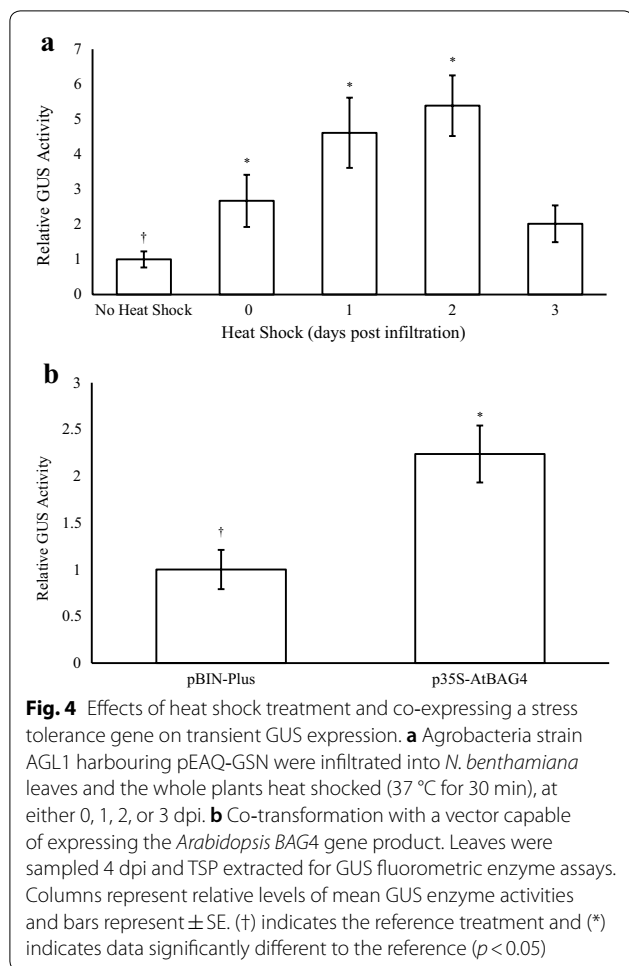 a
7
6
5
4
3
2
1
0
Relative GUS Activity
†
*
*
*
No Heat Shock 0 1 2 3
Heat Shock (days post infiltration)
b
3
2.5
2
1.5
1
0.5
0
Relative GUS Activity
†
*
pBIN-Plus p35S-AtBAG4
Fig. 4 Effects of heat shock treatment and co-expressing a stress
tolerance gene on transient GUS expression. a Agrobacteria strain
AGL1 harbouring pEAQ-GSN were infiltrated into N. benthamiana
leaves and the whole plants heat shocked (37 °C for 30 min), at
either 0, 1, 2, or 3 dpi. b Co-transformation with a vector capable
of expressing the Arabidopsis BAG4 gene product. Leaves were
sampled 4 dpi and TSP extracted for GUS fluorometric enzyme assays.
Columns represent relative levels of mean GUS enzyme activities
and bars represent ± SE. (†) indicates the reference treatment and (*)
indicates data significantly different to the reference (p < 0.05)